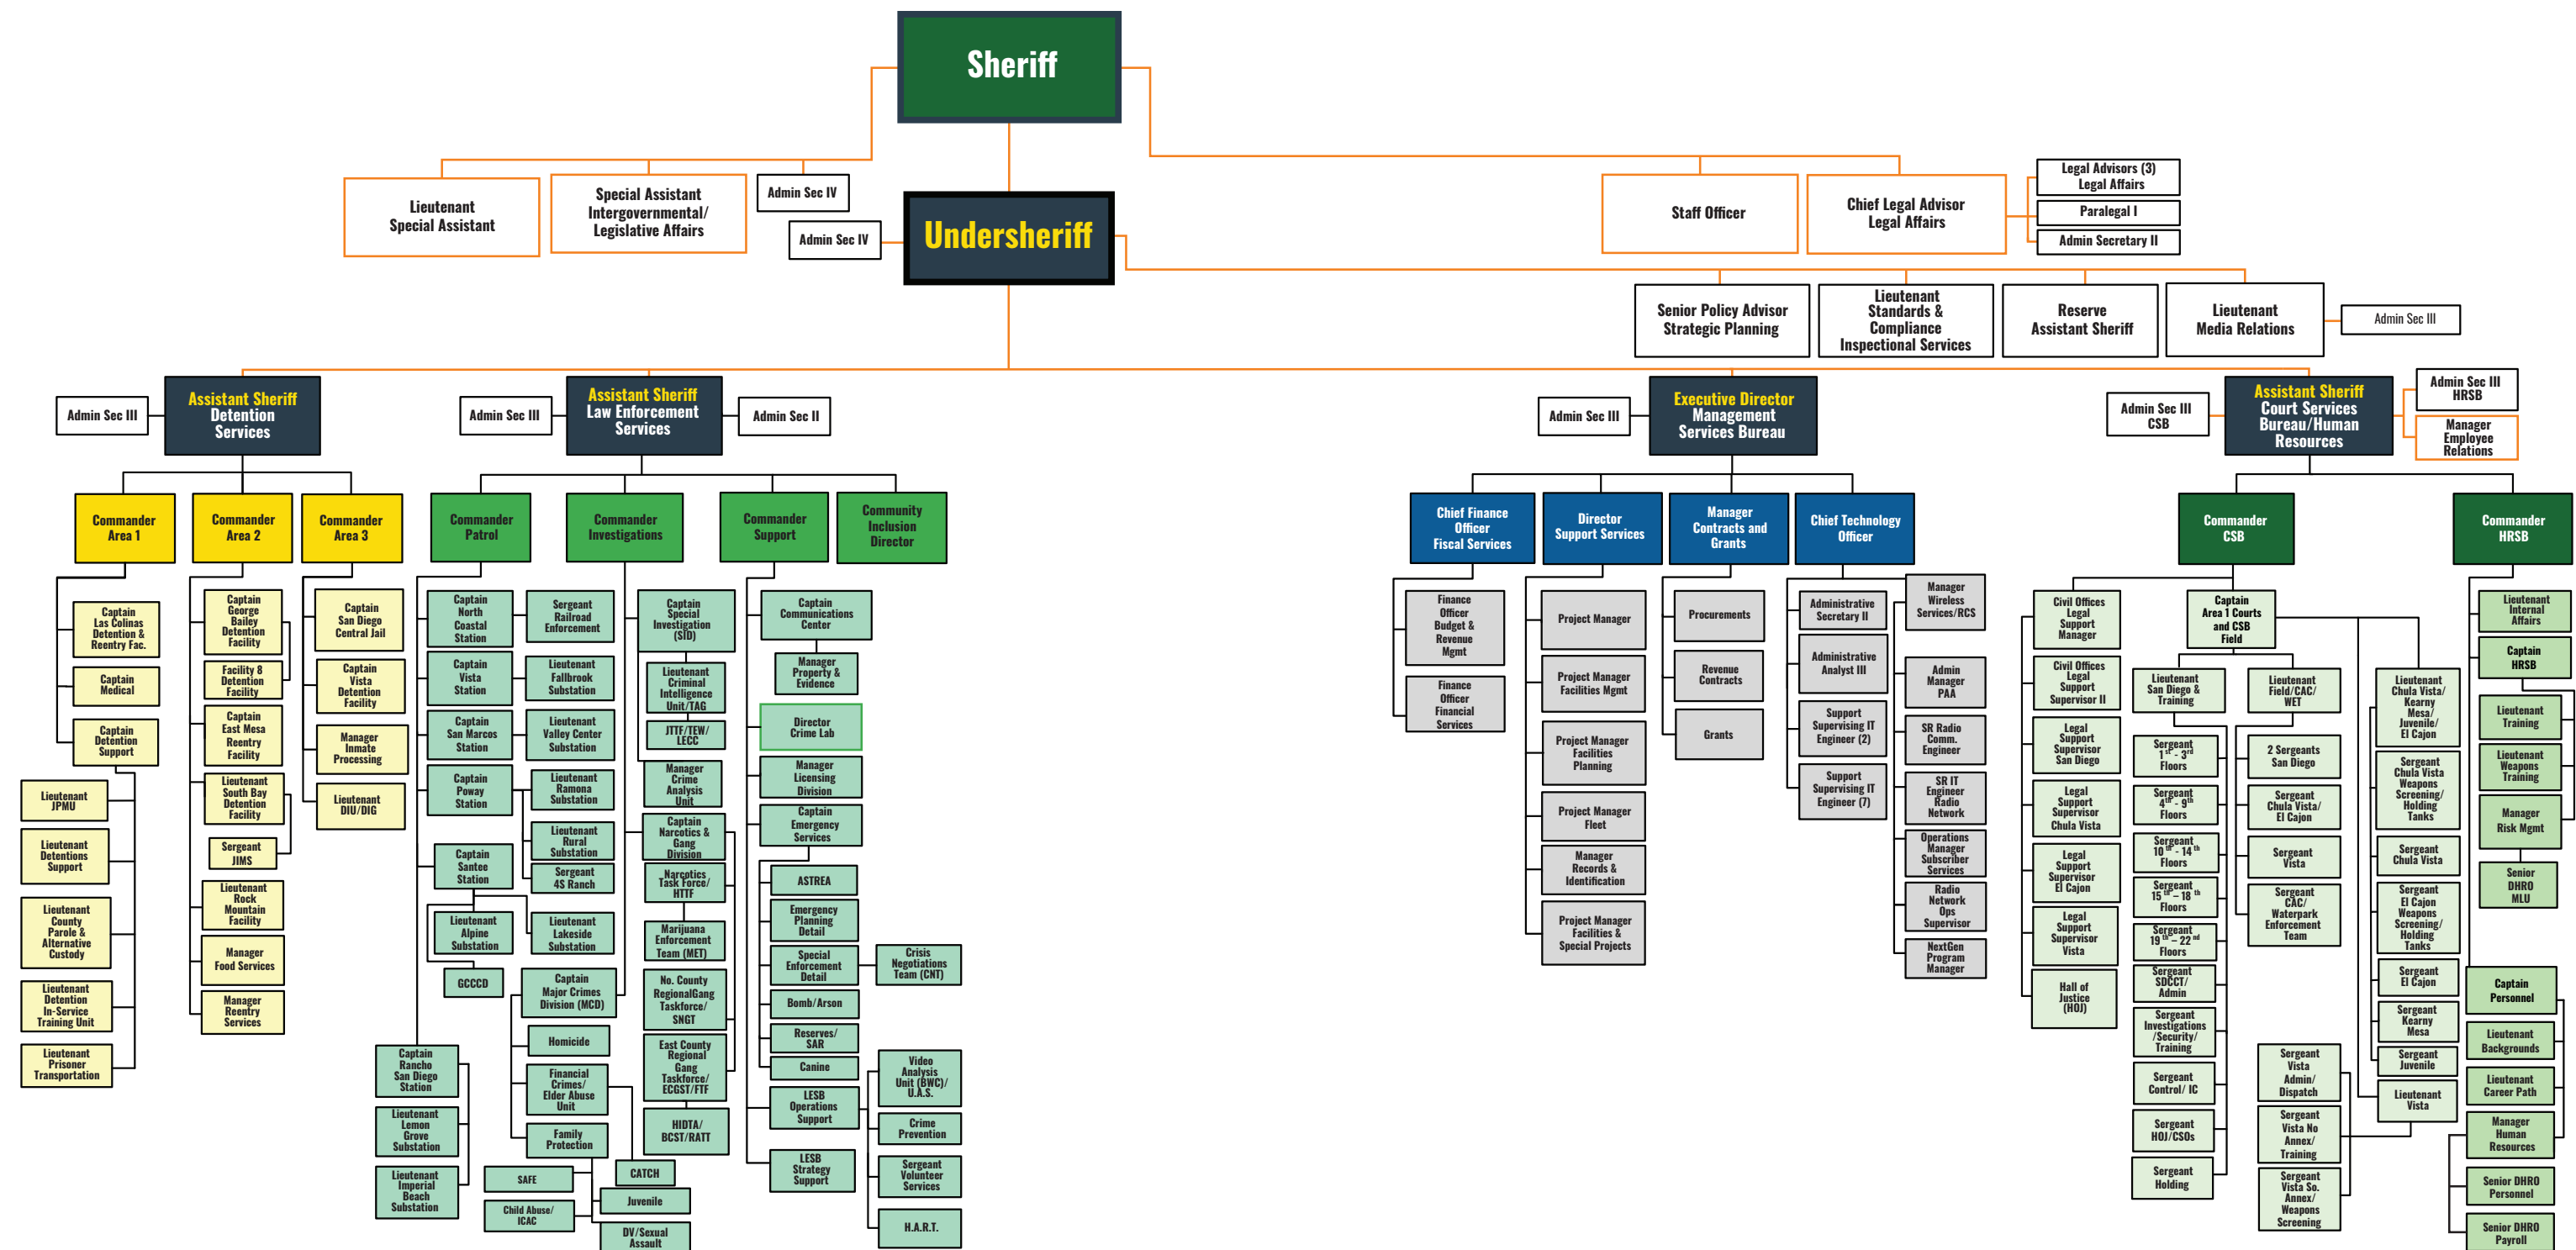 Sheriff
Lieutenant
Special Assistant
Special Assistant
Intergovernmental/
Legislative Affairs
Admin Sec IV
Admin Sec IV
Undersheriff
Staff Officer
Chief Legal Advisor
Legal Affairs
Legal Advisors (3)
Legal Affairs
Paralegal I
Admin Secretary II
Senior Policy Advisor
Strategic Planning
Lieutenant
Standards &
Compliance
Inspectional Services
Reserve
Assistant Sheriff
Lieutenant
Media Relations
Admin Sec III
Admin Sec III
Assistant Sheriff
Detention
Services
Admin Sec III
Assistant Sheriff
Law Enforcement
Services
Admin Sec II
Admin Sec III
Executive Director
Management
Services Bureau
Admin Sec III
CSB
Assistant Sheriff
Court Services
Bureau/Human
Resources
Admin Sec III
HRSB
Manager
Employee
Relations
Commander
Area 1
Commander
Area 2
Commander
Area 3
Commander
Patrol
Commander
Investigations
Commander
Support
Community
Inclusion
Director
Chief Finance
Officer
Fiscal Services
Director
Support Services
Manager
Contracts and
Grants
Chief Technology
Officer
Commander
CSB
Commander
HRSB
Captain
Las Colinas
Detention &
Reentry Fac.
Captain
Medical
Captain
Detention
Support
Lieutenant
JPMU
Lieutenant
Detentions
Support
Lieutenant
County
Parole &
Alternative
Custody
Lieutenant
Detention
In-Service
Training Unit
Lieutenant
Prisoner
Transportation
Captain
George
Bailey
Detention
Facility
Facility 8
Detention
Facility
Captain
East Mesa
Reentry
Facility
Lieutenant
South Bay
Detention
Facility
Sergeant
JIMS
Lieutenant
Rock
Mountain
Facility
Manager
Food Services
Manager
Reentry
Services
Captain
San Diego
Central Jail
Captain
Vista
Detention
Facility
Manager
Inmate
Processing
Lieutenant
DIU/DIG
Captain
North
Coastal
Station
Sergeant
Railroad
Enforcement
Captain
Vista
Station
Lieutenant
Fallbrook
Substation
Captain
San Marcos
Station
Lieutenant
Valley Center
Substation
Captain
Poway
Station
Lieutenant
Ramona
Substation
Lieutenant
Rural
Substation
Sergeant
4S Ranch
Captain
Santee
Station
Lieutenant
Alpine
Substation
Lieutenant
Lakeside
Substation
GCCCD
Captain
Rancho
San Diego
Station
Lieutenant
Lemon
Grove
Substation
Lieutenant
Imperial
Beach
Substation
Captain
Special
Investigation
(SID)
Lieutenant
Criminal
Intelligence
Unit/TAG
JTTF/TEW/
LECC
Manager
Crime
Analysis
Unit
Captain
Narcotics &
Gang
Division
Narcotics
Task Force/
HTTF
Marijuana
Enforcement
Team (MET)
No. County
RegionalGang
Taskforce/
SNGT
East County
Regional
Gang
Taskforce/
ECGST/FTF
HIDTA/
BCST/RATT
Captain
Major Crimes
Division (MCD)
Homicide
Financial
Crimes/
Elder Abuse
Unit
Family
Protection
CATCH
SAFE
Juvenile
Child Abuse/
ICAC
DV/Sexual
Assault
Captain
Communications
Center
Manager
Property &
Evidence
Director
Crime Lab
Manager
Licensing
Division
Captain
Emergency
Services
ASTREA
Emergency
Planning
Detail
Special
Enforcement
Detail
Crisis
Negotiations
Team (CNT)
Bomb/Arson
Reserves/
SAR
Canine
LESB
Operations
Support
LESB
Strategy
Support
Video
Analysis
Unit (BWC)/
U.A.S.
Crime
Prevention
Sergeant
Volunteer
Services
H.A.R.T.
Finance
Officer
Budget &
Revenue
Mgmt
Finance
Officer
Financial
Services
Project Manager
Project Manager
Facilities Mgmt
Project Manager
Facilities
Planning
Project Manager
Fleet
Manager
Records &
Identification
Project Manager
Facilities &
Special Projects
Procurements
Revenue
Contracts
Grants
Administrative
Secretary II
Administrative
Analyst III
Support
Supervising IT
Engineer (2)
Support
Supervising IT
Engineer (7)
Manager
Wireless
Services/RCS
Admin
Manager
PAA
SR Radio
Comm.
Engineer
SR IT
Engineer
Radio
Network
Operations
Manager
Subscriber
Services
Radio
Network
Ops
Supervisor
NextGen
Program
Manager
Civil Offices
Legal
Support
Manager
Civil Offices
Legal
Support
Supervisor II
Legal
Support
Supervisor
San Diego
Legal
Support
Supervisor
Chula Vista
Legal
Support
Supervisor
El Cajon
Legal
Support
Supervisor
Vista
Hall of
Justice
(HOJ)
Captain
Area 1 Courts
and CSB
Field
Lieutenant
San Diego &
Training
Sergeant
1st - 3rd
Floors
Sergeant
4th - 9th
Floors
Sergeant
10th - 14th
Floors
Sergeant
15th – 18th
Floors
Sergeant
19th – 22nd
Floors
Sergeant
SDCCT/
Admin
Sergeant
Investigations
/Security/
Training
Sergeant
Control/ IC
Sergeant
HOJ/CSOs
Sergeant
Holding
Lieutenant
Field/CAC/
WET
2 Sergeants
San Diego
Sergeant
Chula Vista/
El Cajon
Sergeant
Vista
Sergeant
CAC/
Waterpark
Enforcement
Team
Sergeant
Vista
Admin/
Dispatch
Sergeant
Vista No
Annex/
Training
Sergeant
Vista So.
Annex/
Weapons
Screening
Lieutenant
Chula Vista/
Kearny
Mesa/
Juvenile/
El Cajon
Sergeant
Chula Vista
Weapons
Screening/
Holding
Tanks
Sergeant
Chula Vista
Sergeant
El Cajon
Weapons
Screening/
Holding
Tanks
Sergeant
El Cajon
Sergeant
Kearny
Mesa
Sergeant
Juvenile
Lieutenant
Vista
Lieutenant
Internal
Affairs
Captain
HRSB
Lieutenant
Training
Lieutenant
Weapons
Training
Manager
Risk Mgmt
Senior
DHRO
MLU
Captain
Personnel
Lieutenant
Backgrounds
Lieutenant
Career Path
Manager
Human
Resources
Senior DHRO
Personnel
Senior DHRO
Payroll